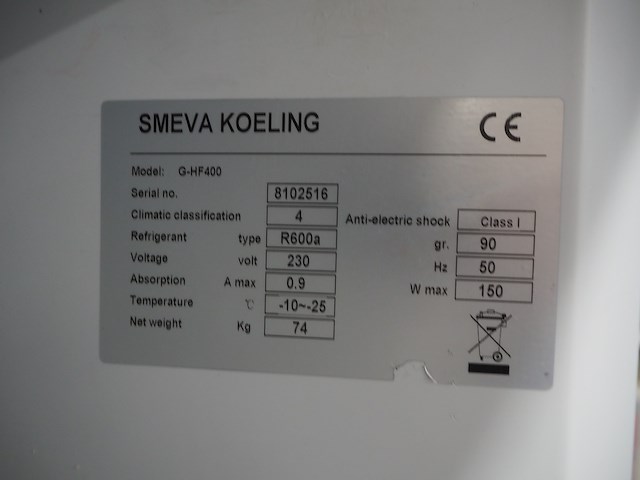 SMEVA KOELING CE
Model: G-HF400
Serial no. 8102516
Climatic classification 4 Anti-electric shock Class I
Refrigerant type R600a gr. 90
Voltage volt 230 Hz 50
Absorption A max 0.9 W max 150
Temperature ℃ -10~-25
Net weight Kg 74